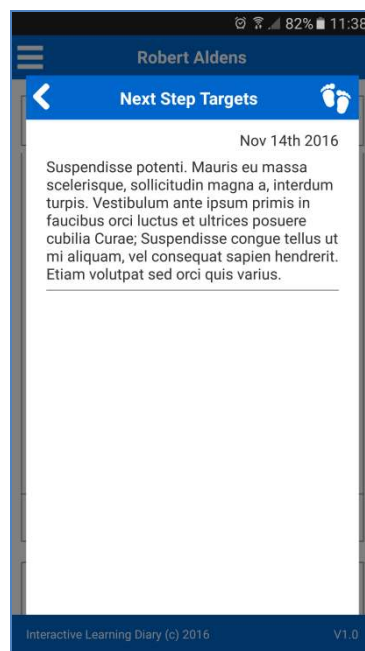 82% 11:38
Robert Aldens
Next Step Targets
Nov 14th 2016
Suspendisse potenti. Mauris eu massa
scelerisque, sollicitudin magna a, interdum
turpis. Vestibulum ante ipsum primis in
faucibus orci luctus et ultrices posuere
cubilia Curae; Suspendisse congue tellus ut
mi aliquam, vel consequat sapien hendrerit.
Etiam volutpat sed orci quis varius.
Interactive Learning Diary (c) 2016 V1.0